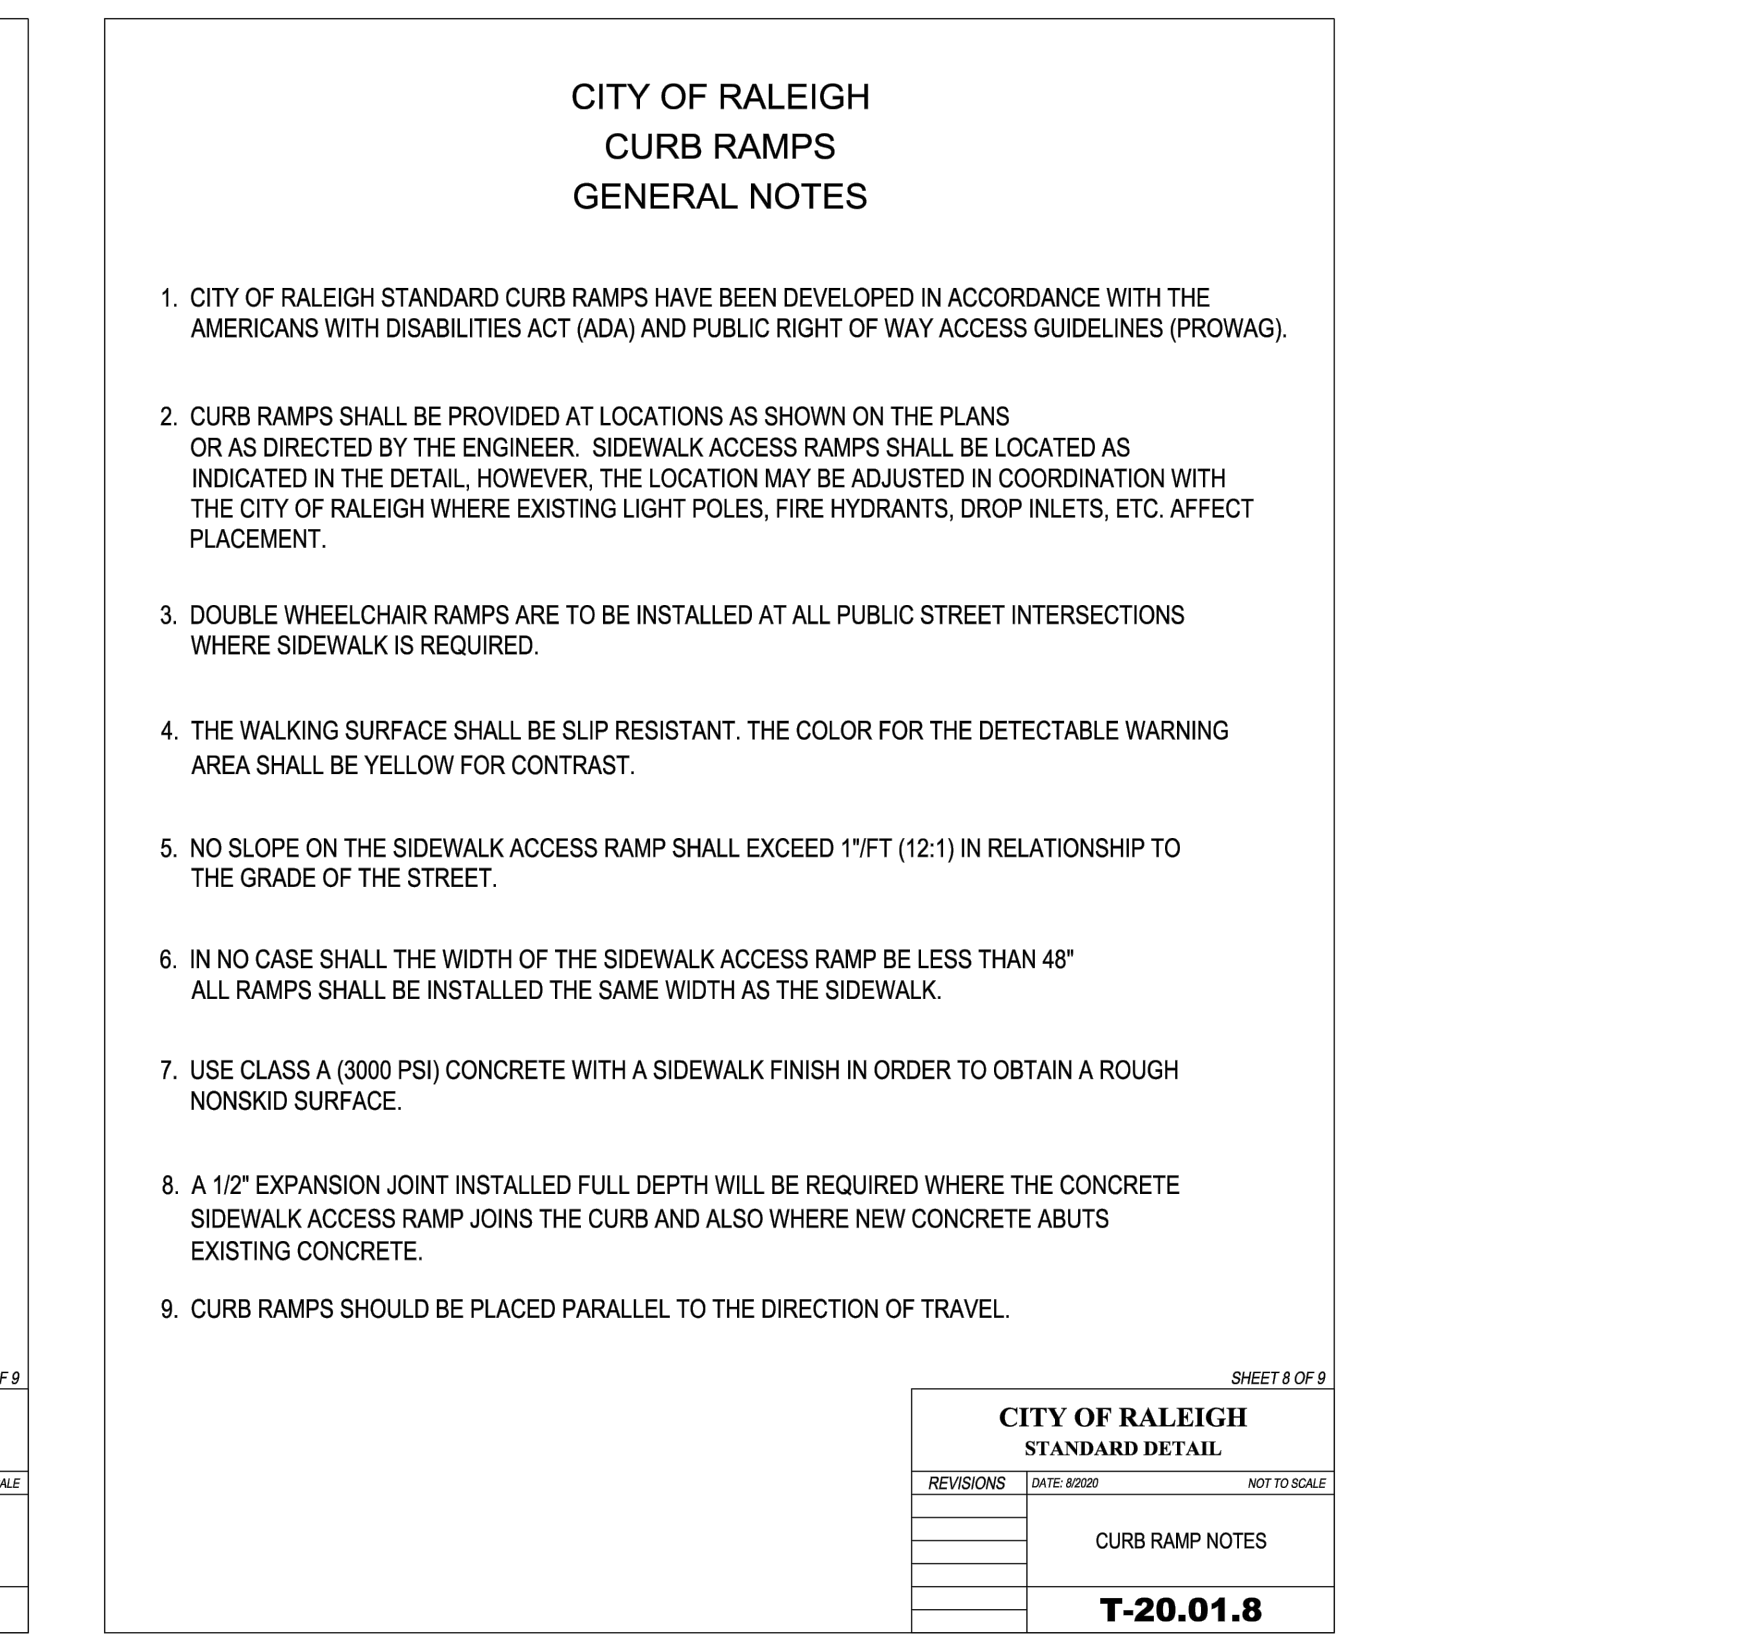 CITY OF RALEIGH
CURB RAMPS
GENERAL NOTES
1. CITY OF RALEIGH STANDARD CURB RAMPS HAVE BEEN DEVELOPED IN ACCORDANCE WITH THE
AMERICANS WITH DISABILITIES ACT (ADA) AND PUBLIC RIGHT OF WAY ACCESS GUIDELINES (PROWAG).
2. CURB RAMPS SHALL BE PROVIDED AT LOCATIONS AS SHOWN ON THE PLANS
OR AS DIRECTED BY THE ENGINEER. SIDEWALK ACCESS RAMPS SHALL BE LOCATED AS
INDICATED IN THE DETAIL, HOWEVER, THE LOCATION MAY BE ADJUSTED IN COORDINATION WITH
THE CITY OF RALEIGH WHERE EXISTING LIGHT POLES, FIRE HYDRANTS, DROP INLETS, ETC. AFFECT
PLACEMENT.
3. DOUBLE WHEELCHAIR RAMPS ARE TO BE INSTALLED AT ALL PUBLIC STREET INTERSECTIONS
WHERE SIDEWALK IS REQUIRED.
4. THE WALKING SURFACE SHALL BE SLIP RESISTANT. THE COLOR FOR THE DETECTABLE WARNING
AREA SHALL BE YELLOW FOR CONTRAST.
5. NO SLOPE ON THE SIDEWALK ACCESS RAMP SHALL EXCEED 1"/FT (12:1) IN RELATIONSHIP TO
THE GRADE OF THE STREET.
6. IN NO CASE SHALL THE WIDTH OF THE SIDEWALK ACCESS RAMP BE LESS THAN 48"
ALL RAMPS SHALL BE INSTALLED THE SAME WIDTH AS THE SIDEWALK.
7. USE CLASS A (3000 PSI) CONCRETE WITH A SIDEWALK FINISH IN ORDER TO OBTAIN A ROUGH
NONSKID SURFACE.
8. A 1/2" EXPANSION JOINT INSTALLED FULL DEPTH WILL BE REQUIRED WHERE THE CONCRETE
SIDEWALK ACCESS RAMP JOINS THE CURB AND ALSO WHERE NEW CONCRETE ABUTS
EXISTING CONCRETE.
9. CURB RAMPS SHOULD BE PLACED PARALLEL TO THE DIRECTION OF TRAVEL.
F 9
SHEET 8 OF 9
CITY OF RALEIGH
STANDARD DETAIL
ALE
REVISIONS DATE: 8/2020 NOT TO SCALE
CURB RAMP NOTES
T-20.01.8